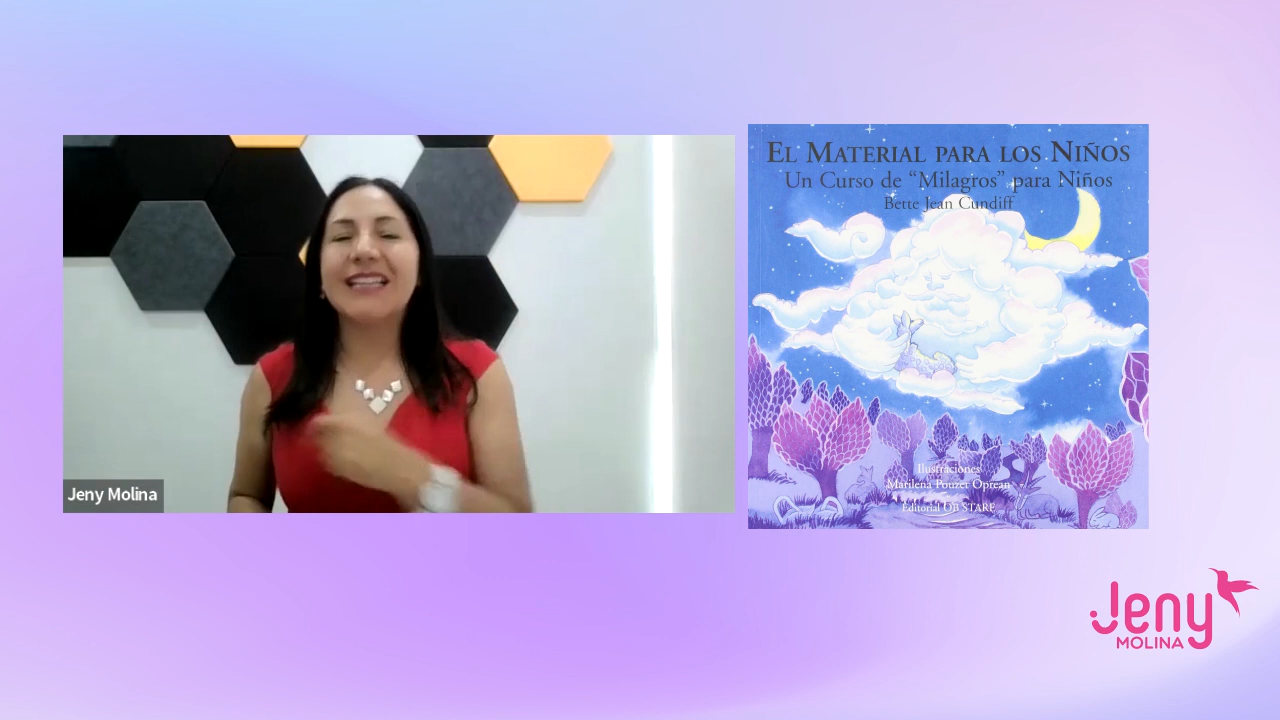 Jeny Molina
EL MATERIAL PARA LOS NIÑOS
Un Curso de “Milagros” para Niños
Bette Jean Cundiff
Ilustraciones
Marilena Pouzet Oprean
Editorial OB STARE
Jeny
MOLINA